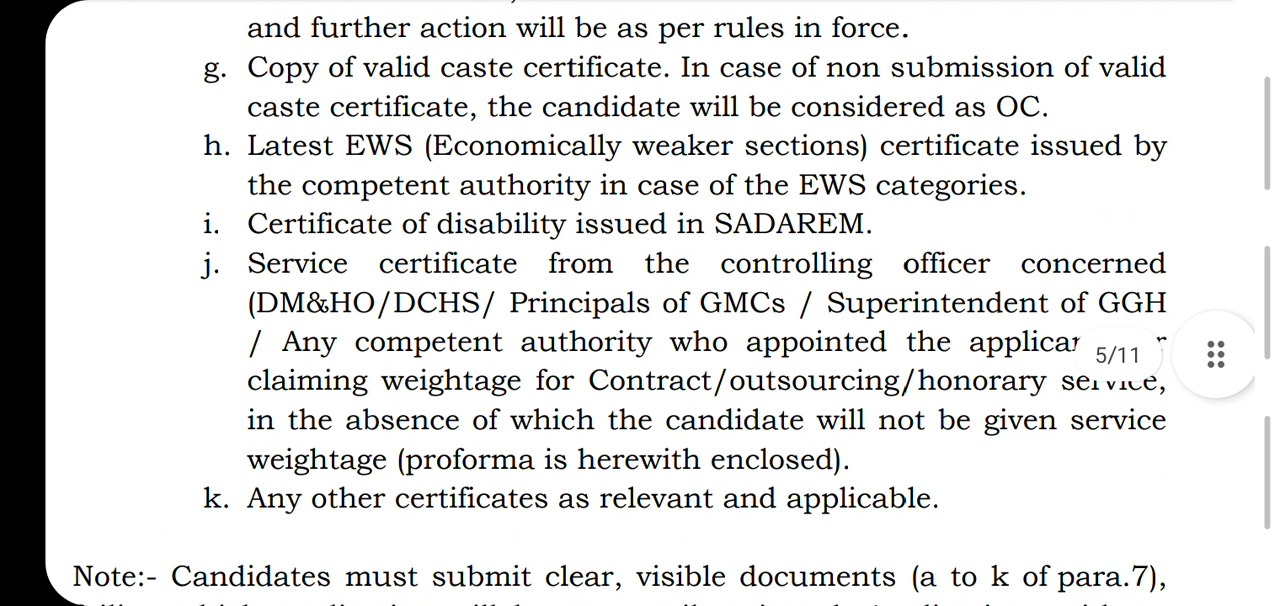 and further action will be as per rules in force.
g. Copy of valid caste certificate. In case of non submission of valid
caste certificate, the candidate will be considered as OC.
h. Latest EWS (Economically weaker sections) certificate issued by
the competent authority in case of the EWS categories.
i. Certificate of disability issued in SADAREM.
j. Service certificate from the controlling officer concerned
(DM&HO/DCHS/ Principals of GMCs / Superintendent of GGH
/ Any competent authority who appointed the
5/11
claiming weightage for Contract/outsourcing/honorary service,
in the absence of which the candidate will not be given service
weightage (proforma is herewith enclosed).
k. Any other certificates as relevant and applicable.
Note:- Candidates must submit clear, visible documents (a to k of para.7),